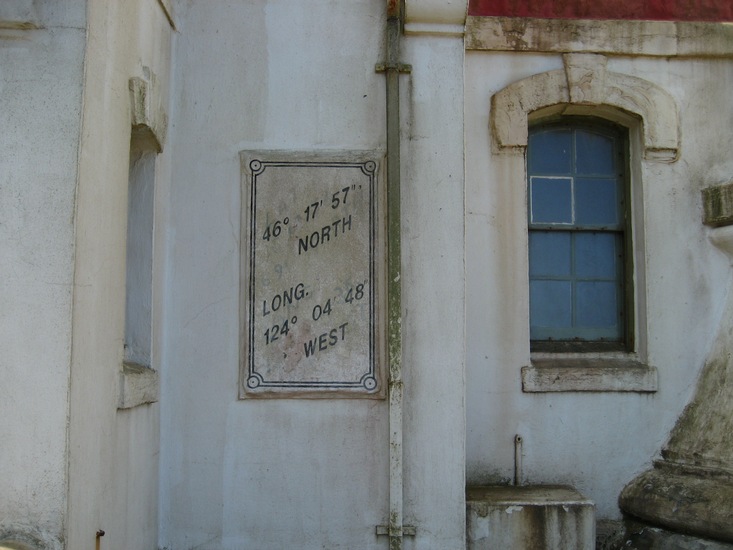 46° 17' 57"
NORTH
LONG.
124° 04' 48"
WEST